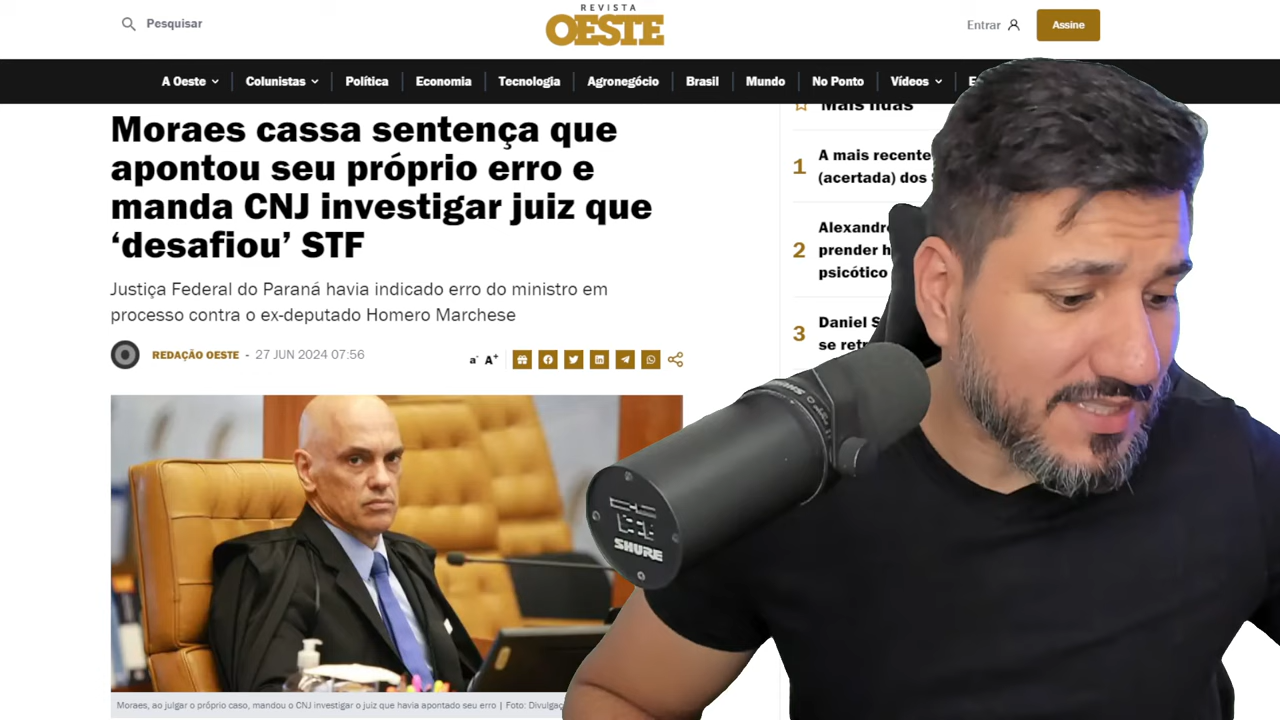 Pesquisar
REVISTA
OESTE
Entrar
Assine
A Oeste
Colunistas
Política
Economia
Tecnologia
Agronegócio
Brasil
Mundo
No Ponto
Vídeos
Mais lidas
Moraes cassa sentença que
apontou seu próprio erro e
manda CNJ investigar juiz que
‘desafiou’ STF
Justiça Federal do Paraná havia indicado erro do ministro em
processo contra o ex-deputado Homero Marchese
REDAÇÃO OESTE - 27 JUN 2024 07:56
a- A+
Moraes, ao julgar o próprio caso, mandou o CNJ investigar o juiz que havia apontado seu erro | Foto:
1
A mais recente
(acertada) dos
2
prender
psicótico
3
Daniel
SHURE